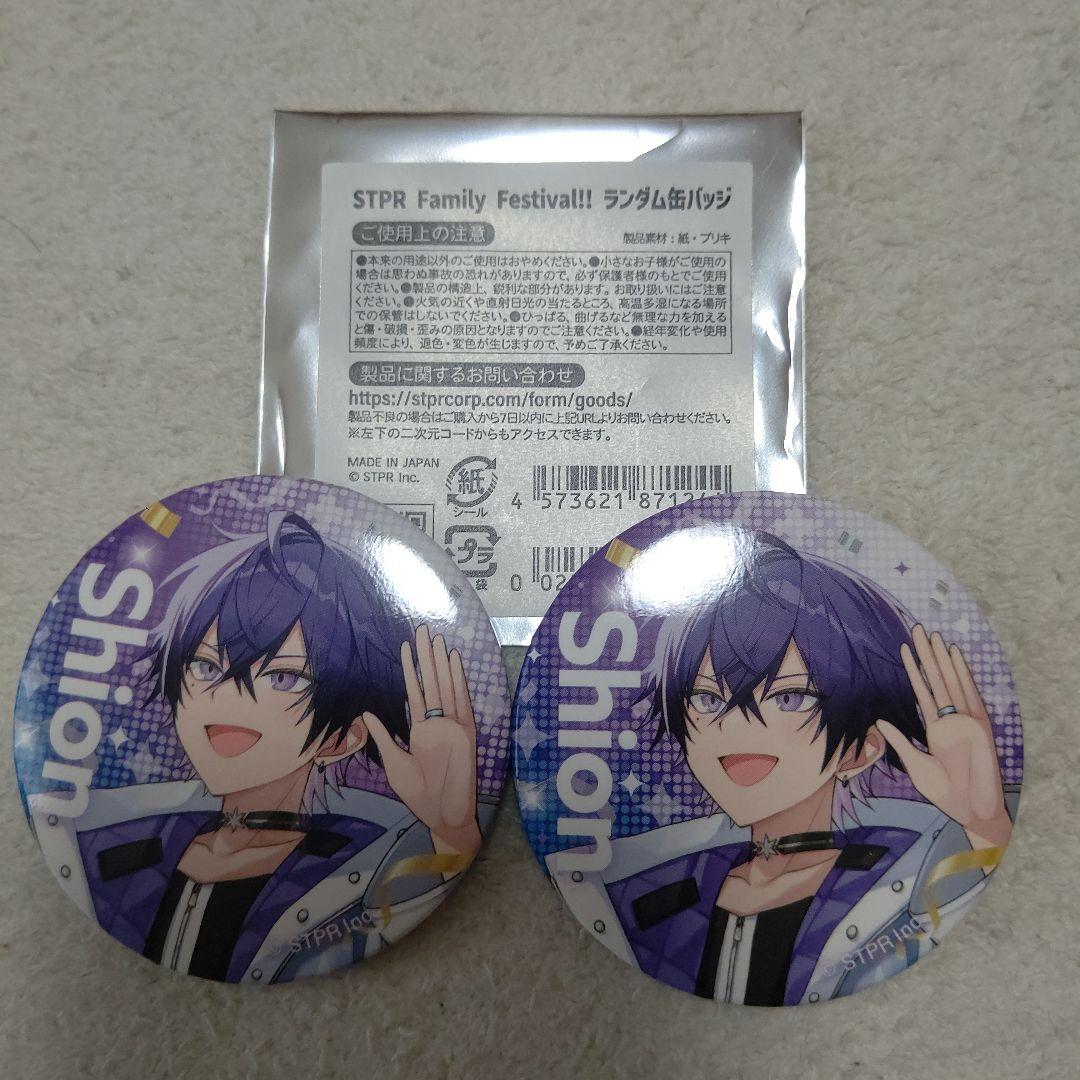 STPR Family Festival!! ランダム缶バッジ
ご使用上の注意
製品素材：紙・ブリキ
●本来の用途以外のご使用はおやめください。●小さなお子様がご使用の
場合は思わぬ事故の恐れがありますので、必ず保護者様のもとでご使用
ください。●製品の構造上、鋭利な部分があります。お取り扱いにはご注意
ください。●火気の近くや直射日光の当たるところ、高温多湿になる場所
での保管はしないでください。●ひっぱる、曲げるなど無理な力を加える
と傷・破損・歪みの原因となりますのでご注意ください。●経年変化や使用
頻度により、退色・変色が生じますので、予めご了承ください。
製品に関するお問い合わせ
https://stprcorp.com/form/goods/
製品不良の場合はご購入から7日以内に上記URLよりお問い合わせください。
※左下の二次元コードからもアクセスできます。
MADE IN JAPAN
© STPR Inc.
紙
シール
プラ
袋
4 573621 8712
0 02
Shion
© STPR Inc.
Shion
© STPR Inc.